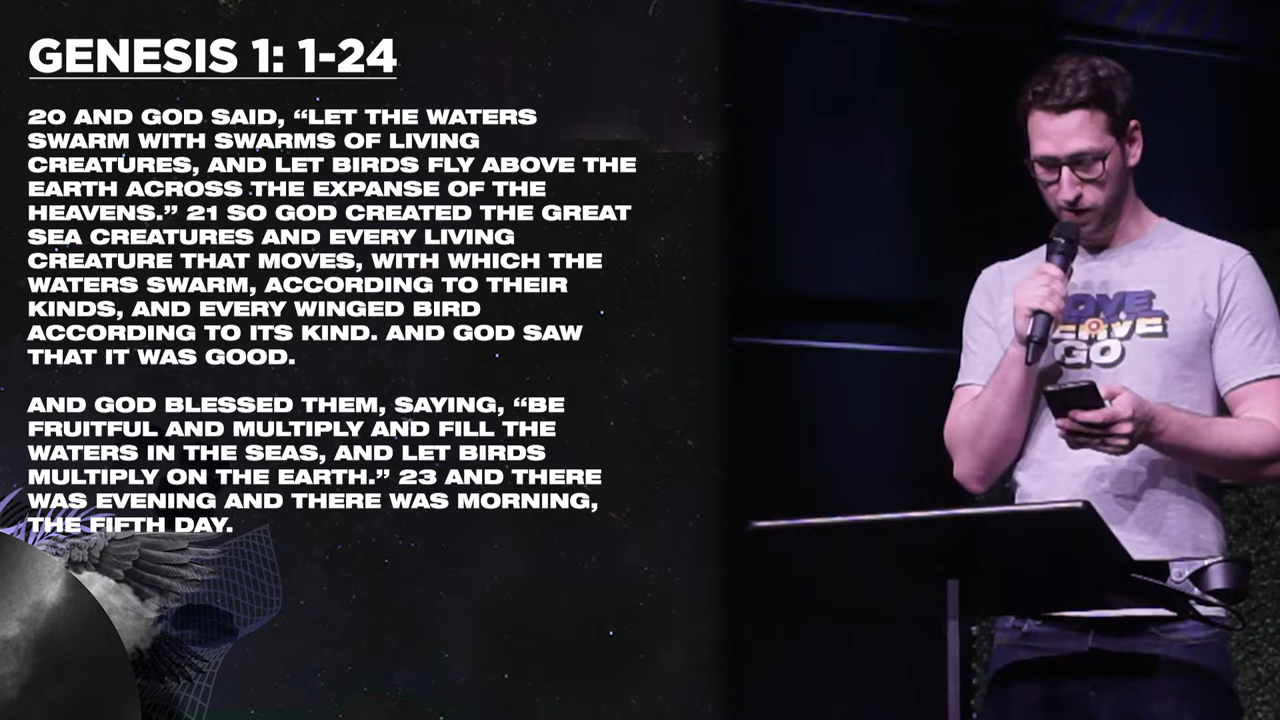 GENESIS 1: 1-24
20 AND GOD SAID, “LET THE WATERS
SWARM WITH SWARMS OF LIVING
CREATURES, AND LET BIRDS FLY ABOVE THE
EARTH ACROSS THE EXPANSE OF THE
HEAVENS.” 21 SO GOD CREATED THE GREAT
SEA CREATURES AND EVERY LIVING
CREATURE THAT MOVES, WITH WHICH THE
WATERS SWARM, ACCORDING TO THEIR
KINDS, AND EVERY WINGED BIRD
ACCORDING TO ITS KIND. AND GOD SAW
THAT IT WAS GOOD.
AND GOD BLESSED THEM, SAYING, “BE
FRUITFUL AND MULTIPLY AND FILL THE
WATERS IN THE SEAS, AND LET BIRDS
MULTIPLY ON THE EARTH.” 23 AND THERE
WAS EVENING AND THERE WAS MORNING,
THE FIFTH DAY.
LOVE
SERVE
GO